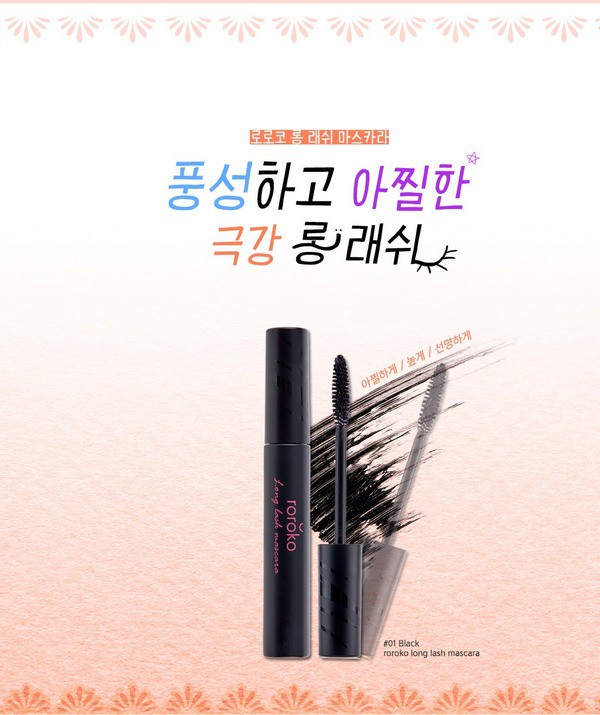 로로코 롱 래쉬 마스카라
풍성하고 아찔한
극강 롱 래쉬
아찔하게 / 높게 / 선명하게
roroko
Long lash mascara
#01 Black
roroko long lash mascara